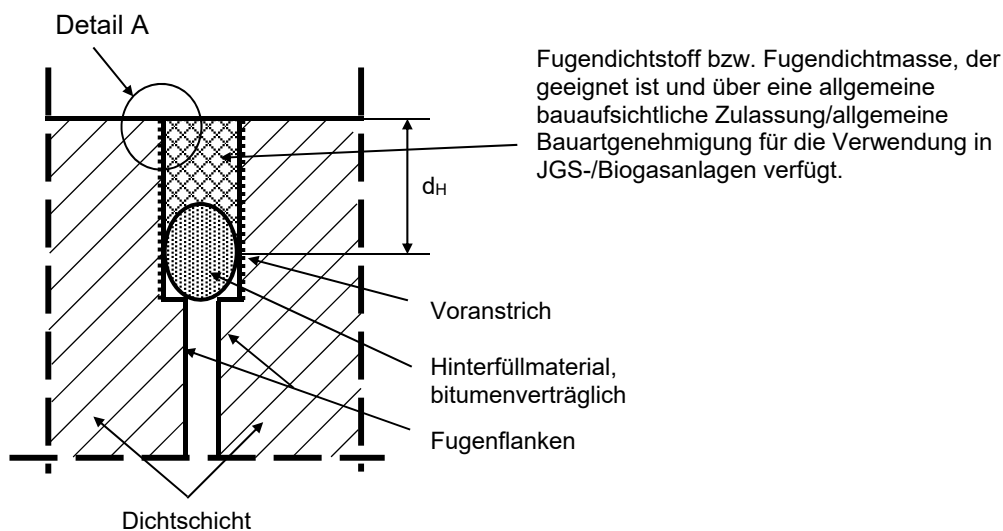 Detail A
Fugendichtstoff bzw. Fugendichtmasse, der
geeignet ist und über eine allgemeine
bauaufsichtliche Zulassung/allgemeine
Bauartgenehmigung für die Verwendung in
JGS-/Biogasanlagen verfügt.
dH
Voranstrich
Hinterfüllmaterial,
bitumenverträglich
Fugenflanken
Dichtschicht